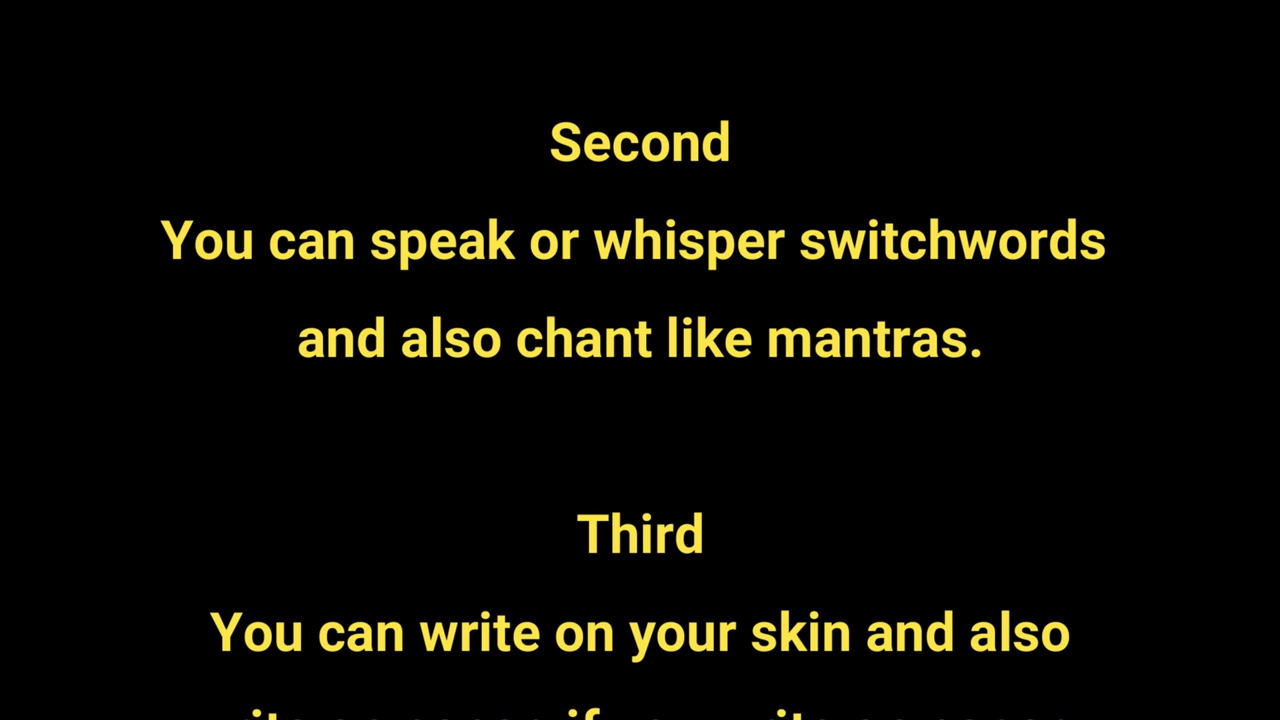 Second
You can speak or whisper switchwords
and also chant like mantras.
Third
You can write on your skin and also